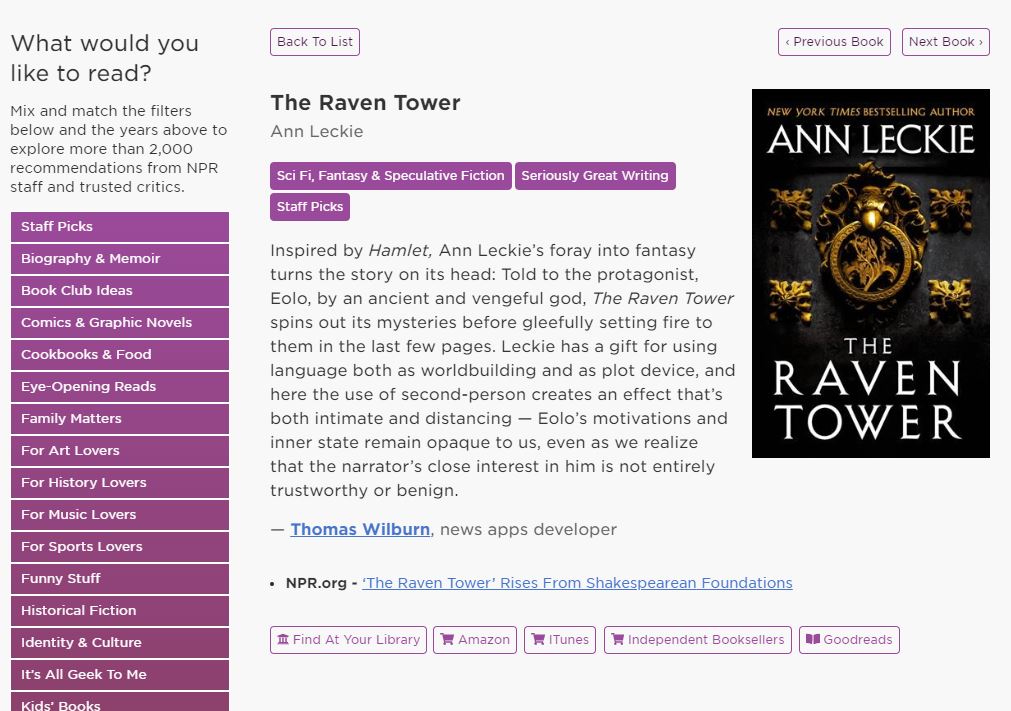 What would you
like to read?
Mix and match the filters
below and the years above to
explore more than 2,000
recommendations from NPR
staff and trusted critics.
Staff Picks
Biography & Memoir
Book Club Ideas
Comics & Graphic Novels
Cookbooks & Food
Eye-Opening Reads
Family Matters
For Art Lovers
For History Lovers
For Music Lovers
For Sports Lovers
Funny Stuff
Historical Fiction
Identity & Culture
It's All Geek To Me
Kids' Books
Back To List
‹ Previous Book
Next Book ›
The Raven Tower
Ann Leckie
Sci Fi, Fantasy & Speculative Fiction
Seriously Great Writing
Staff Picks
Inspired by Hamlet, Ann Leckie's foray into fantasy
turns the story on its head: Told to the protagonist,
Eolo, by an ancient and vengeful god, The Raven Tower
spins out its mysteries before gleefully setting fire to
them in the last few pages. Leckie has a gift for using
language both as worldbuilding and as plot device, and
here the use of second-person creates an effect that's
both intimate and distancing — Eolo's motivations and
inner state remain opaque to us, even as we realize
that the narrator's close interest in him is not entirely
trustworthy or benign.
— Thomas Wilburn, news apps developer
• NPR.org - 'The Raven Tower' Rises From Shakespearean Foundations
Find At Your Library
Amazon
iTunes
Independent Booksellers
Goodreads
NEW YORK TIMES BESTSELLING AUTHOR
ANN LECKIE
THE
RAVEN
TOWER